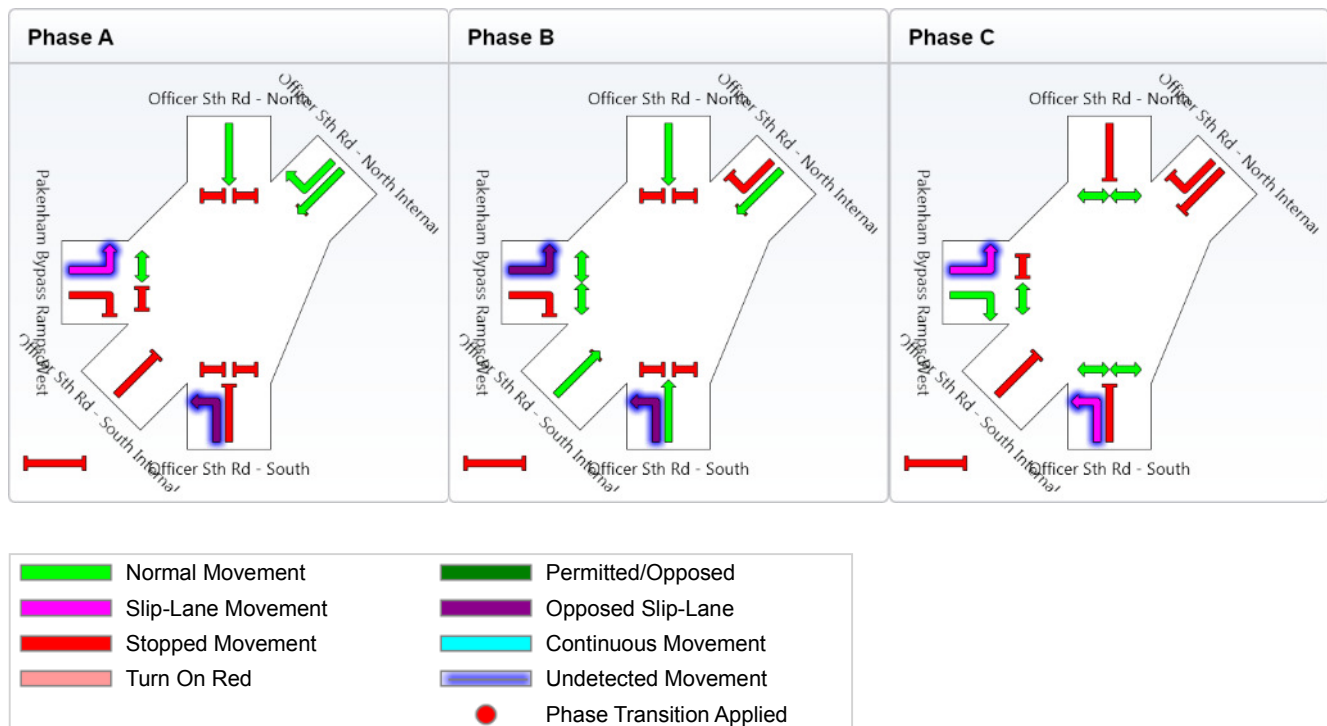 Phase A
Phase B
Phase C
Officer Sth Rd - North
Officer Sth Rd - North Internal
Pakenham Bypass Ramps West
Officer Sth Rd - South Internal
Officer Sth Rd - South
Officer Sth Rd - North
Officer Sth Rd - North Internal
Pakenham Bypass Ramps West
Officer Sth Rd - South Internal
Officer Sth Rd - South
Officer Sth Rd - North
Officer Sth Rd - North Internal
Pakenham Bypass Ramps West
Officer Sth Rd - South Internal
Officer Sth Rd - South
Normal Movement
Permitted/Opposed
Slip-Lane Movement
Opposed Slip-Lane
Stopped Movement
Continuous Movement
Turn On Red
Undetected Movement
Phase Transition Applied